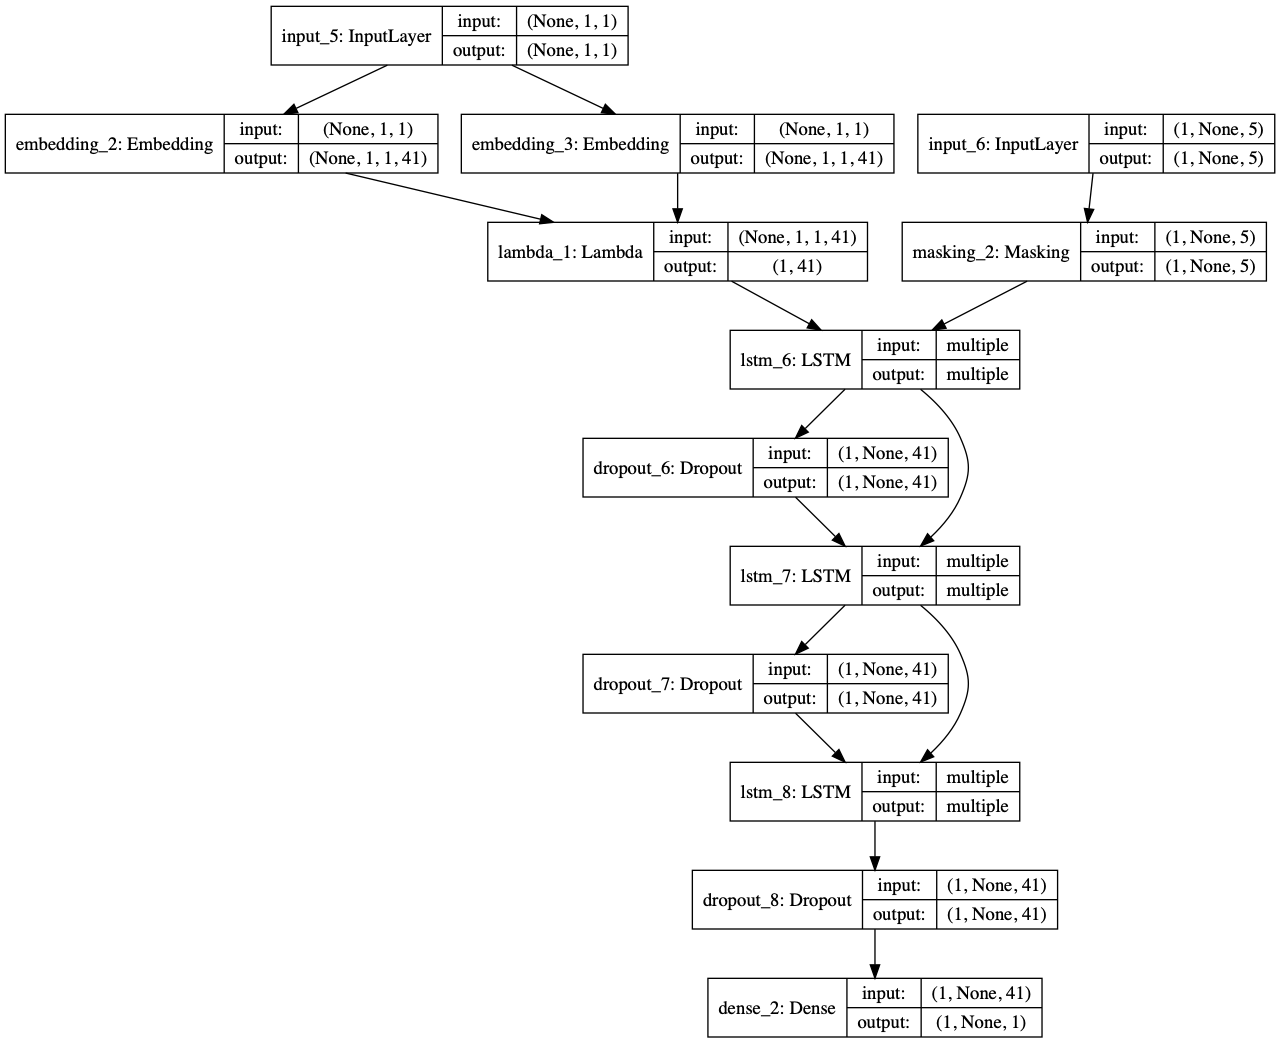 input_5: InputLayer
input: (None, 1, 1)
output: (None, 1, 1)
embedding_2: Embedding
input: (None, 1, 1)
output: (None, 1, 1, 41)
embedding_3: Embedding
input: (None, 1, 1)
output: (None, 1, 1, 41)
input_6: InputLayer
input: (1, None, 5)
output: (1, None, 5)
lambda_1: Lambda
input: (None, 1, 1, 41)
output: (1, 41)
masking_2: Masking
input: (1, None, 5)
output: (1, None, 5)
lstm_6: LSTM
input: multiple
output: multiple
dropout_6: Dropout
input: (1, None, 41)
output: (1, None, 41)
lstm_7: LSTM
input: multiple
output: multiple
dropout_7: Dropout
input: (1, None, 41)
output: (1, None, 41)
lstm_8: LSTM
input: multiple
output: multiple
dropout_8: Dropout
input: (1, None, 41)
output: (1, None, 41)
dense_2: Dense
input: (1, None, 41)
output: (1, None, 1)